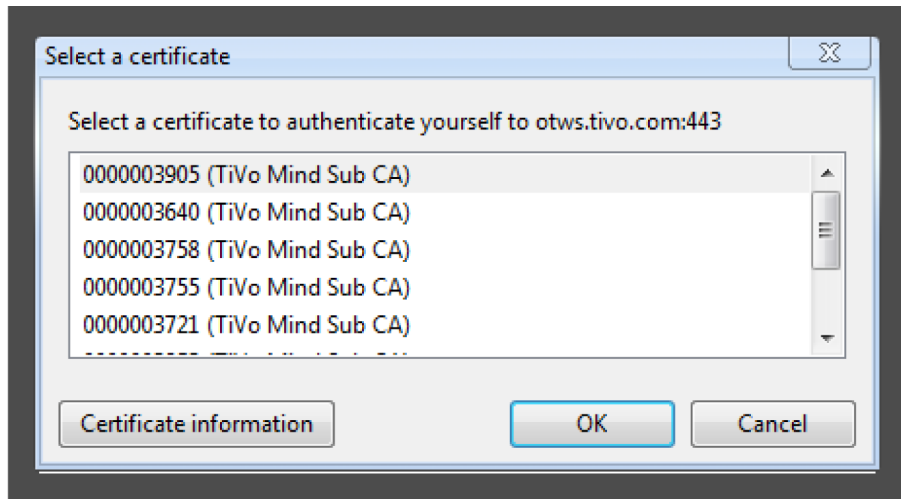 Select a certificate
Select a certificate to authenticate yourself to otws.tivo.com:443
0000003905 (TiVo Mind Sub CA)
0000003640 (TiVo Mind Sub CA)
0000003758 (TiVo Mind Sub CA)
0000003755 (TiVo Mind Sub CA)
0000003721 (TiVo Mind Sub CA)
Certificate information
OK
Cancel